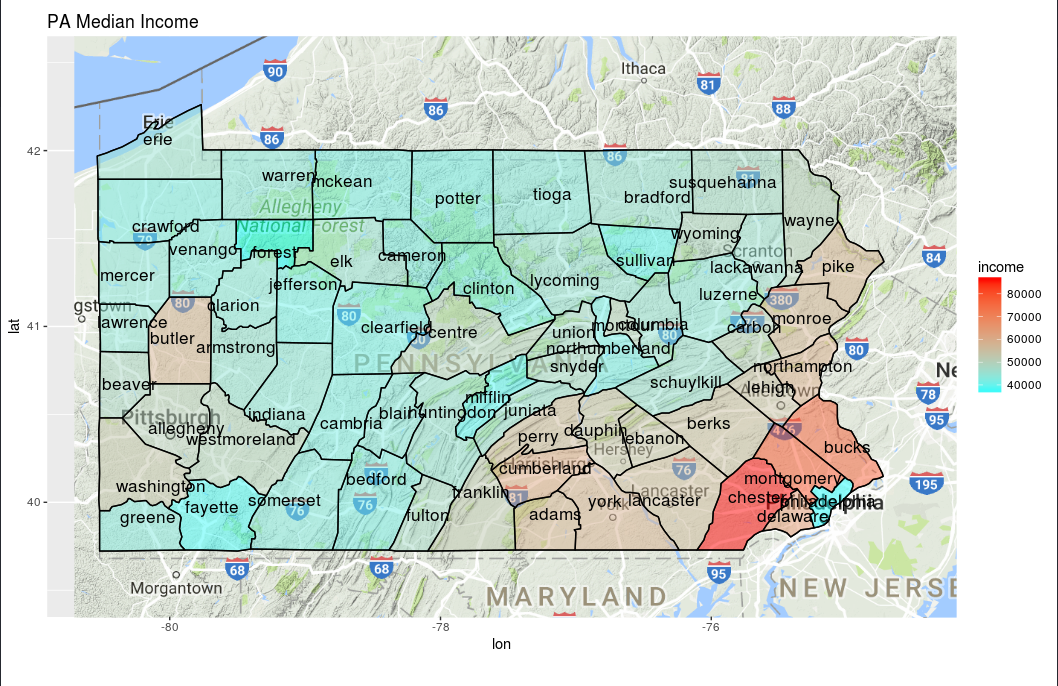 PA Median Income
90
Ithaca
81
86
88
86
Erie
erie
42
86
86
81
warren
mckean
susquehanna
potter
tioga
bradford
Allegheny
National Forest
wayne
crawford
79
wyoming
venango
forest
elk
cameron
Scranton
84
sullivan
lackawanna
pike
mercer
jefferson
lycoming
clinton
luzerne
income
gstown
80
clarion
380
80000
lawrence
80
monroe
70000
41
butler
clearfield
centre
union
montour
columbia
80
carbon
60000
armstrong
northumberland
80
50000
PENNSYLVANIA
snyder
northampton
Ne
40000
beaver
schuylkill
lehigh
Allentown
78
mifflin
Pittsburgh
indiana
blair
huntingdon
juniata
95
allegheny
cambria
dauphin
berks
476
westmoreland
perry
lebanon
bucks
Hershey
Harrisburg
cumberland
76
montgomery
washington
bedford
franklin
81
Lancaster
195
76
york
lancaster
chester
Philadelphia
philadelphia
40
fayette
somerset
York
greene
76
76
fulton
adams
delaware
68
68
95
Morgantown
MARYLAND
NEW JERSE
-80
-78
-76
lat
lon